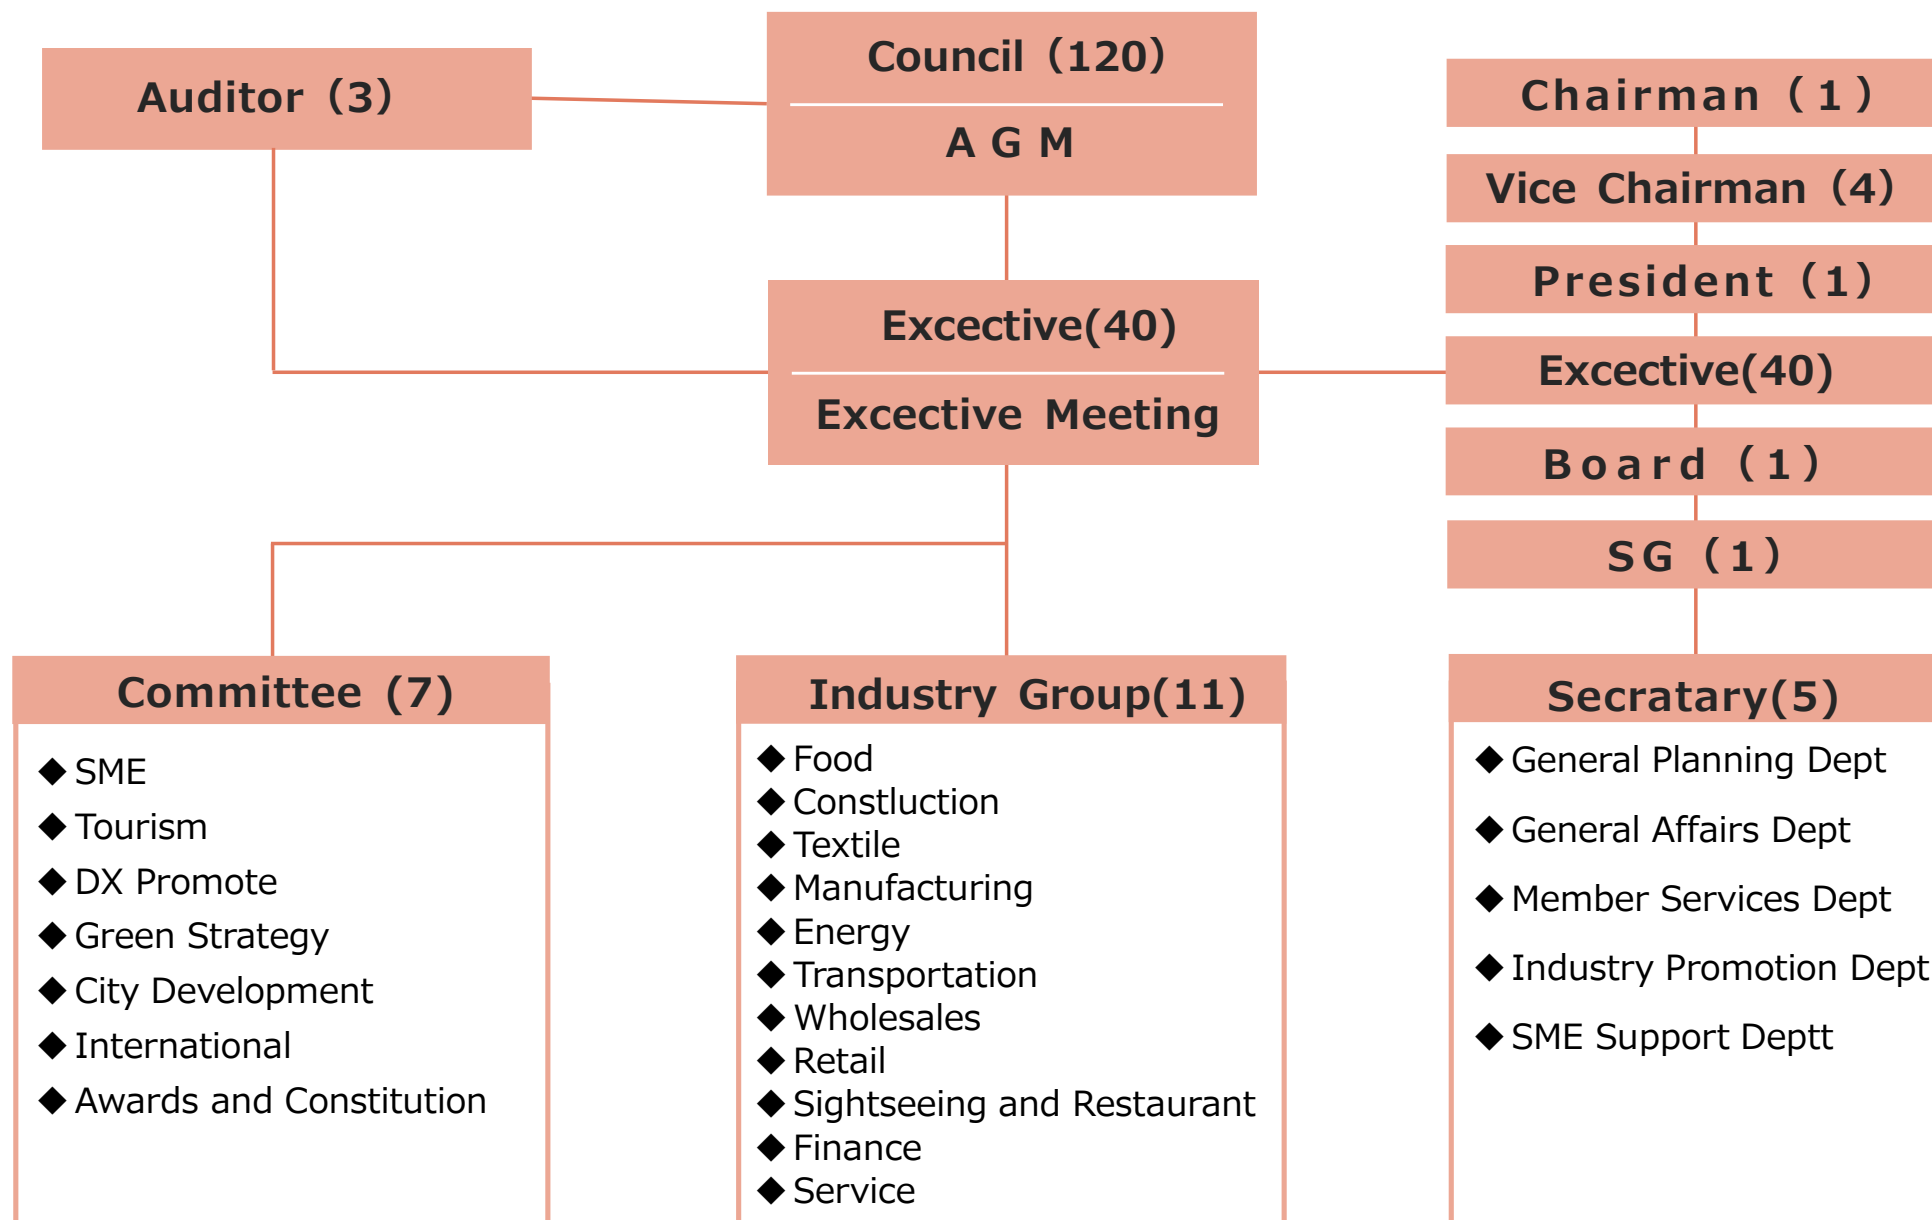 Auditor (3)
Council (120)
A G M
Excective(40)
Excective Meeting
Chairman (1)
Vice Chairman (4)
President (1)
Excective(40)
Board (1)
SG (1)
Committee (7)
◆ SME
◆ Tourism
◆ DX Promote
◆ Green Strategy
◆ City Development
◆ International
◆ Awards and Constitution
Industry Group(11)
◆ Food
◆ Constluction
◆ Textile
◆ Manufacturing
◆ Energy
◆ Transportation
◆ Wholesales
◆ Retail
◆ Sightseeing and Restaurant
◆ Finance
◆ Service
Secratary(5)
◆ General Planning Dept
◆ General Affairs Dept
◆ Member Services Dept
◆ Industry Promotion Dept
◆ SME Support Deptt